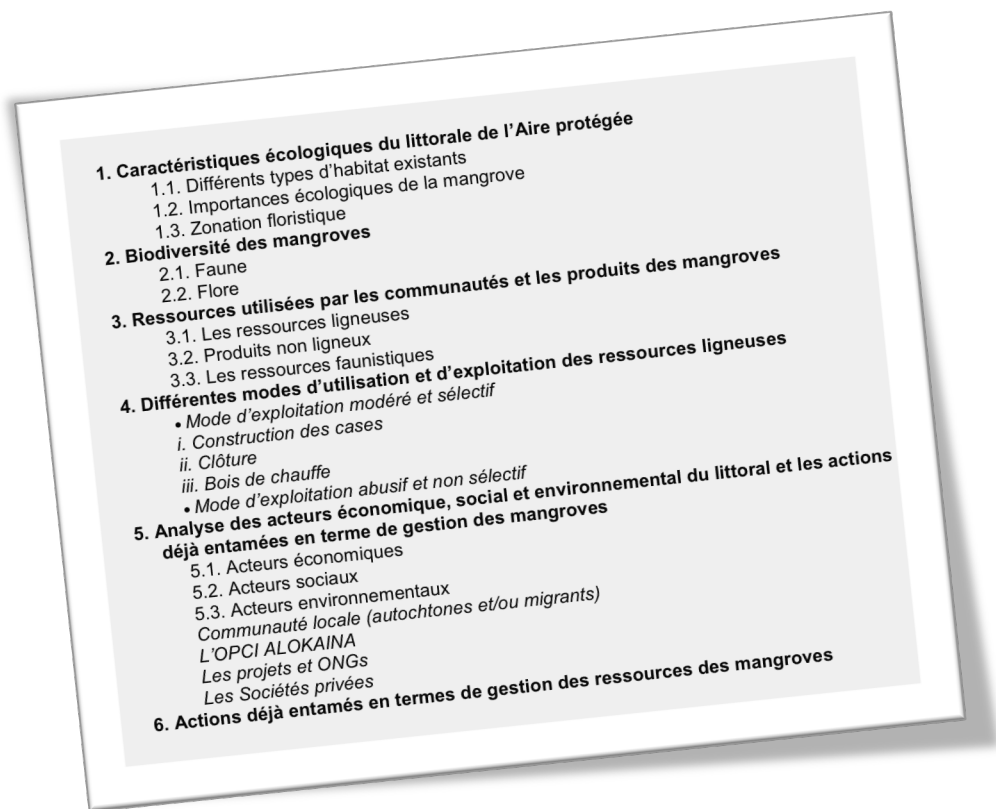 1. Caractéristiques écologiques du littorale de l'Aire protégée
1.1. Différents types d'habitat existants
1.2. Importances écologiques de la mangrove
1.3. Zonation floristique
2. Biodiversité des mangroves
2.1. Faune
2.2. Flore
3. Ressources utilisées par les communautés et les produits des mangroves
3.1. Les ressources ligneuses
3.2. Produits non ligneux
3.3. Les ressources faunistiques
4. Différentes modes d'utilisation et d'exploitation des ressources ligneuses
• Mode d'exploitation modéré et sélectif
i. Construction des cases
ii. Clôture
iii. Bois de chauffe
• Mode d'exploitation abusif et non sélectif
5. Analyse des acteurs économique, social et environnemental du littoral et les actions
déjà entamées en terme de gestion des mangroves
5.1. Acteurs économiques
5.2. Acteurs sociaux
5.3. Acteurs environnementaux
Communauté locale (autochtones et/ou migrants)
L'OPCI ALOKAINA
Les projets et ONGs
Les Sociétés privées
6. Actions déjà entamés en termes de gestion des ressources des mangroves